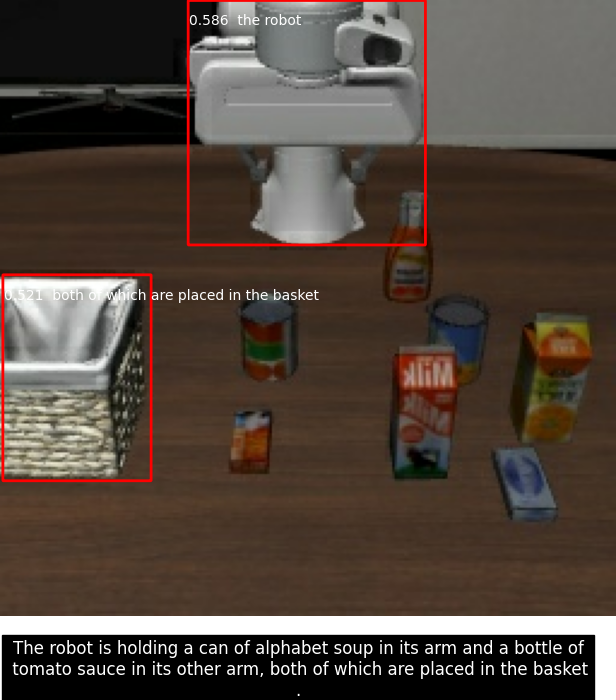 0.586 the robot
0.521 both of which are placed in the basket
Milk
Milk
The robot is holding a can of alphabet soup in its arm and a bottle of
tomato sauce in its other arm, both of which are placed in the basket
.